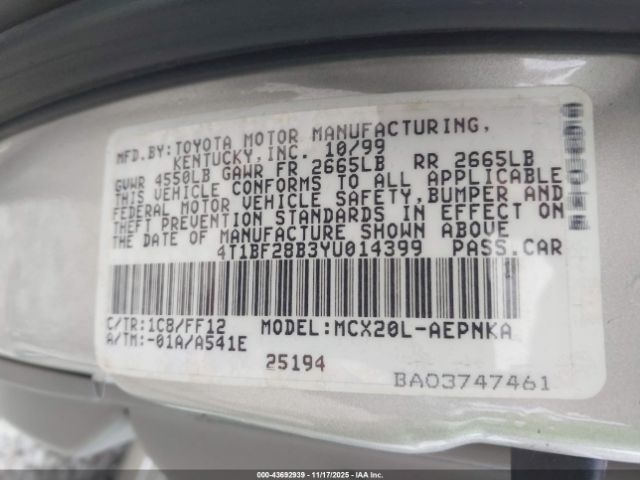 MFD.BY:TOYOTA MOTOR MANUFACTURING,
KENTUCKY,INC. 10/99
GVWR 4550LB GAWR FR 2665LB RR 2665LB
THIS VEHICLE CONFORMS TO ALL APPLICABLE
FEDERAL MOTOR VEHICLE SAFETY,BUMPER AND
THEFT PREVENTION STANDARDS IN EFFECT ON
THE DATE OF MANUFACTURE SHOWN ABOVE
4T1BF28B3YU014399 PASS.CAR
C/TR:1C8/FF12 MODEL:MCX20L-AEPNKA
A/TM:-01A/A541E
25194
BA03747461
000-43692939 - 11/17/2025 - IAA Inc.